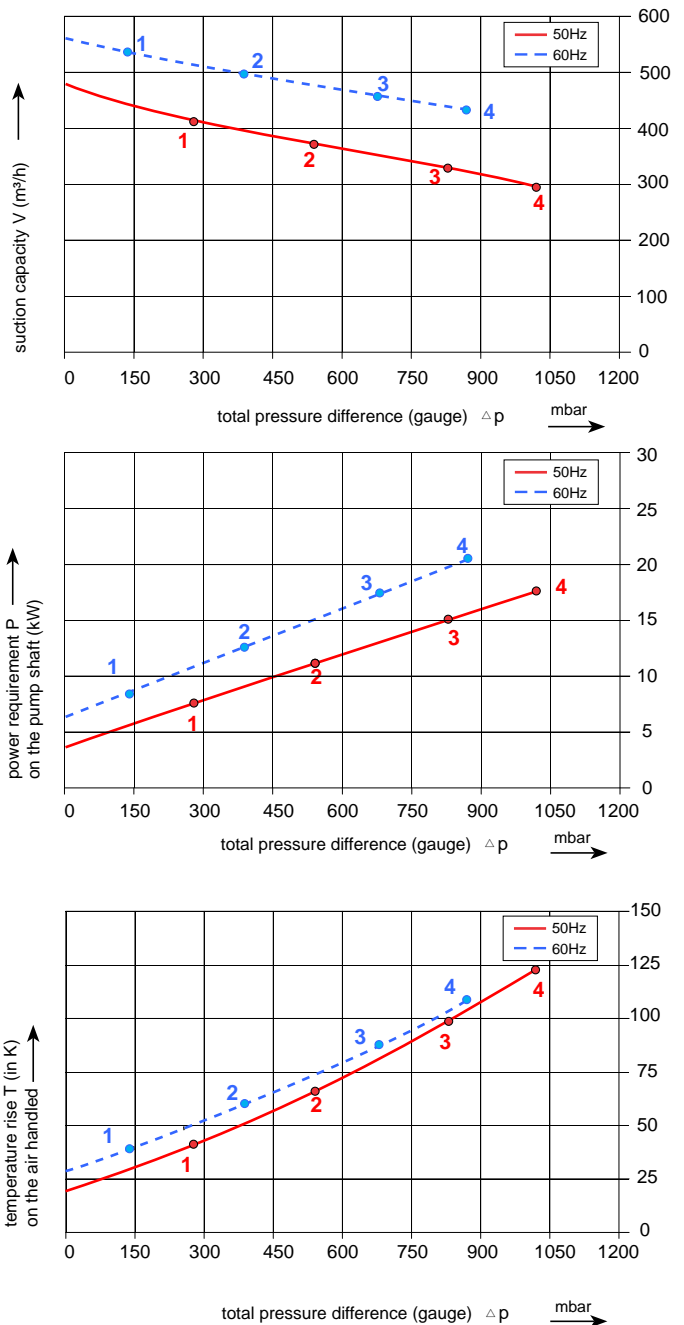 suction capacity V (m³/h)
50Hz
60Hz
600
500
400
300
200
100
0
1
2
3
4
1
2
3
4
0 150 300 450 600 750 900 1050 1200
total pressure difference (gauge) △p mbar
power requirement P
on the pump shaft (kW)
50Hz
60Hz
30
25
20
15
10
5
0
1
2
3
4
1
2
3
4
0 150 300 450 600 750 900 1050 1200
total pressure difference (gauge) △p mbar
temperature rise T (in K)
on the air handled
50Hz
60Hz
150
125
100
75
50
25
0
1
2
3
4
1
2
3
4
0 150 300 450 600 750 900 1050 1200
total pressure difference (gauge) △p mbar